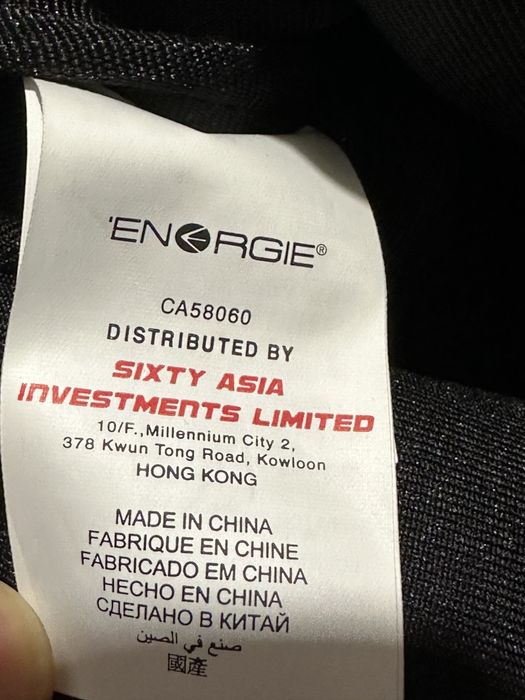 'ENERGIE®
CA58060
DISTRIBUTED BY
SIXTY ASIA
INVESTMENTS LIMITED
10/F.,Millennium City 2,
378 Kwun Tong Road, Kowloon
HONG KONG
MADE IN CHINA
FABRIQUE EN CHINE
FABRICADO EM CHINA
HECHO EN CHINA
СДЕЛАНО В КИТАЙ
صنع في الصين
國產